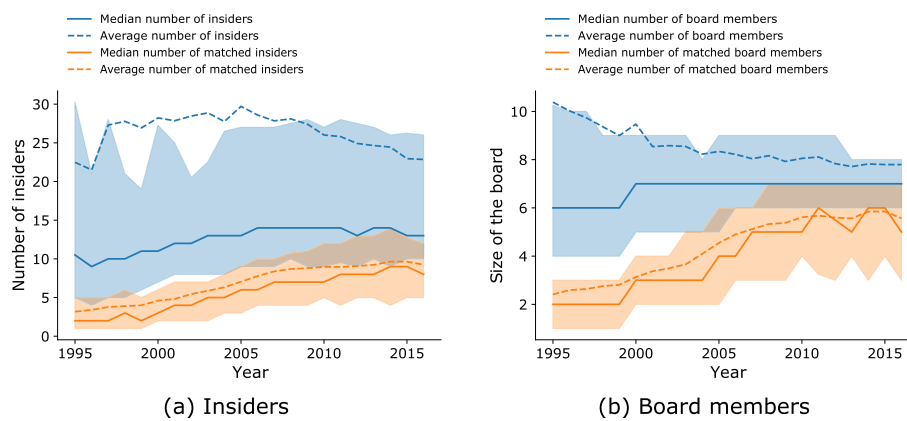 Median number of insiders
Average number of insiders
Median number of matched insiders
Average number of matched insiders
30
25
20
15
10
5
0
Number of insiders
1995
2000
2005
2010
2015
Year
(a) Insiders
Median number of board members
Average number of board members
Median number of matched board members
Average number of matched board members
10
8
6
4
2
Size of the board
1995
2000
2005
2010
2015
Year
(b) Board members